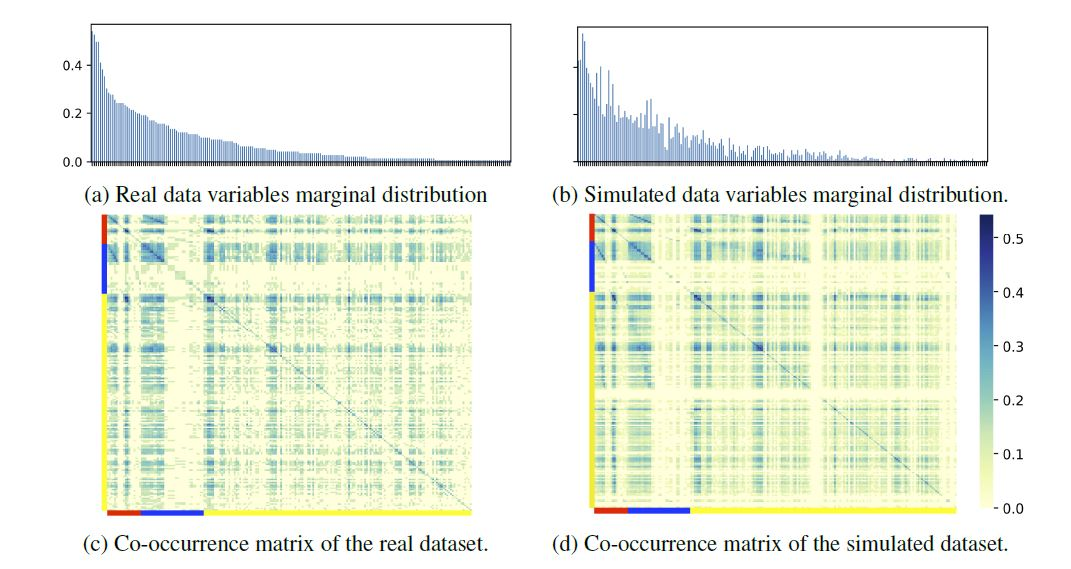 0.4
0.2
0.0
(a) Real data variables marginal distribution
(b) Simulated data variables marginal distribution.
0.5
0.4
0.3
0.2
0.1
0.0
(c) Co-occurrence matrix of the real dataset.
(d) Co-occurrence matrix of the simulated dataset.